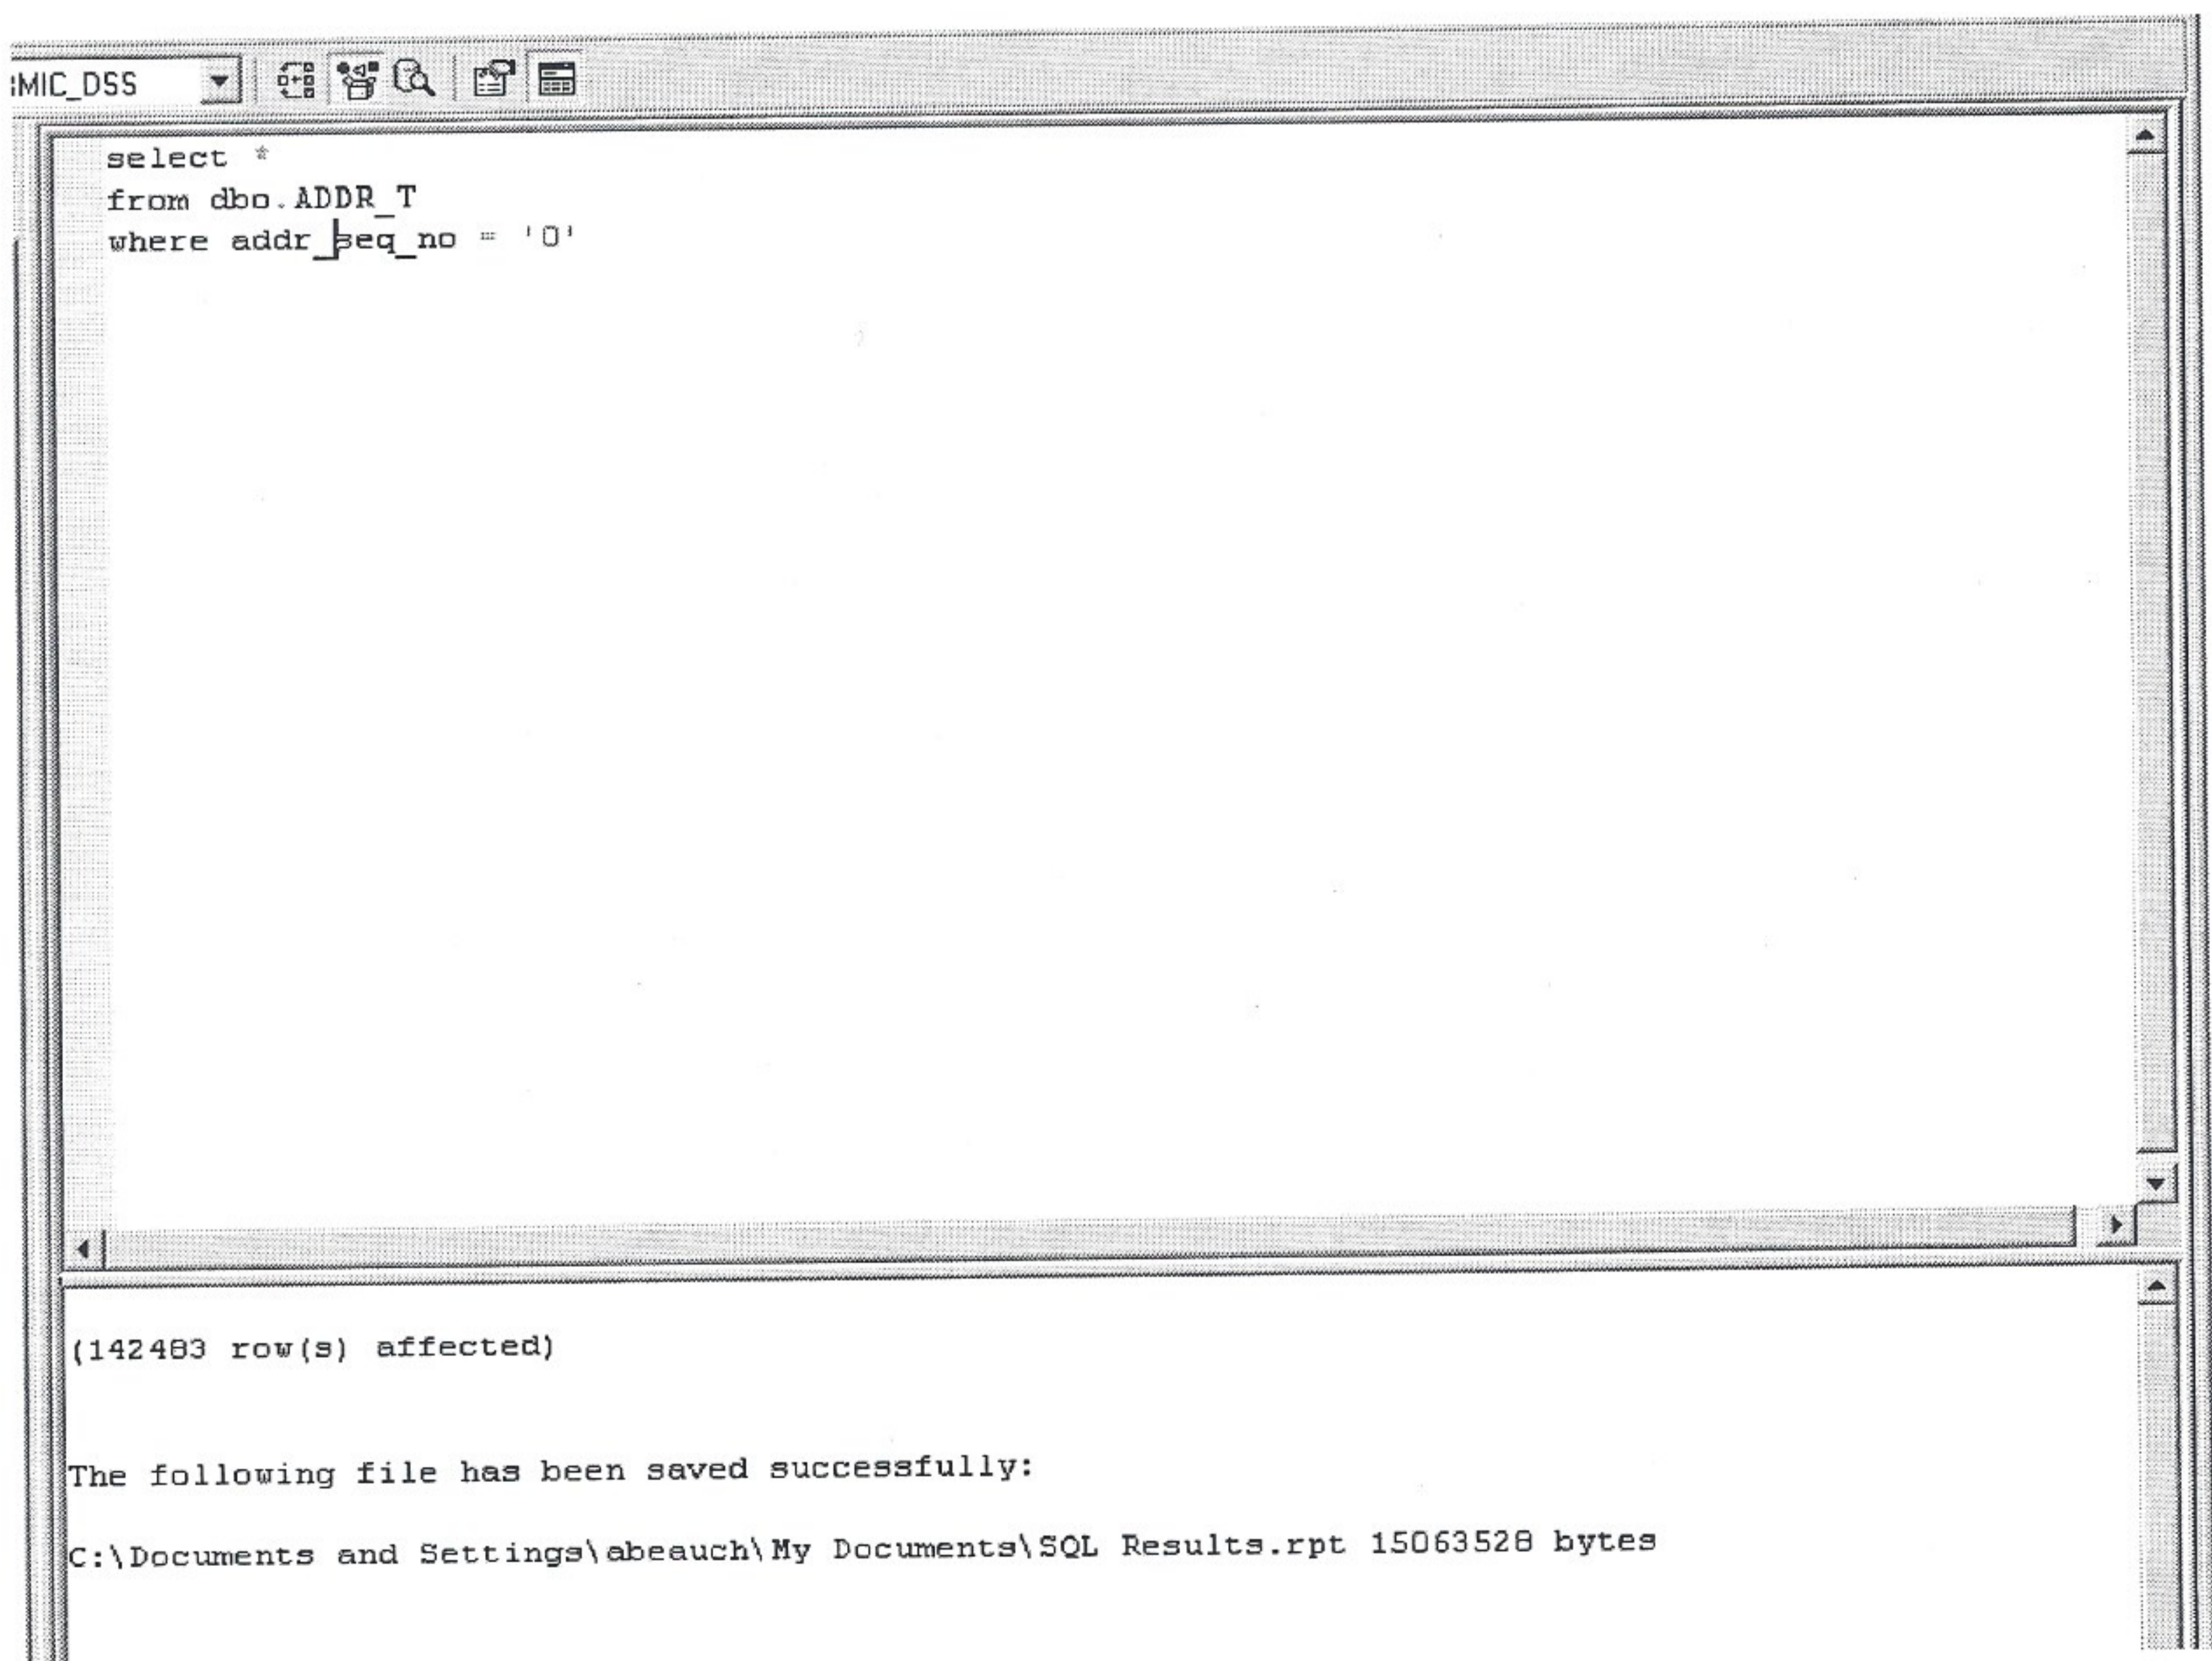 MIC_DSS
select *
from dbo.ADDR_T
where addr_seq_no = '0'
(142483 row(s) affected)
The following file has been saved successfully:
C:\Documents and Settings\abeauch\My Documents\SQL Results.rpt 15063528 bytes